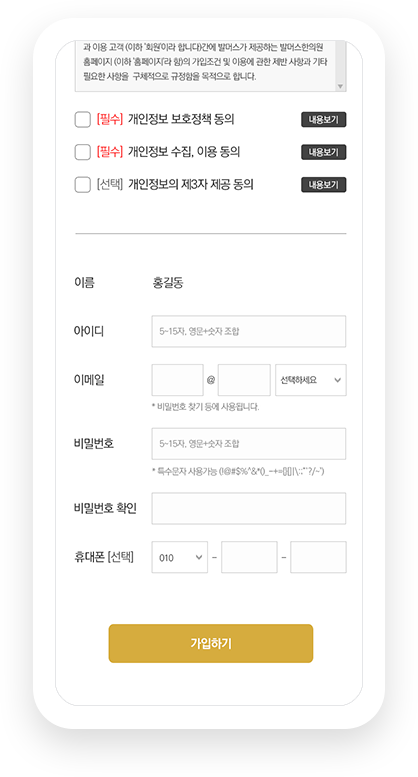 과 이용 고객 (이하 '회원'이라 합니다)간에 발머스가 제공하는 발머스한의원
홈페이지 (이하 '홈페이지'라 함)의 가입조건 및 이용에 관한 제반 사항과 기타
필요한 사항을 구체적으로 규정함을 목적으로 합니다.
[필수] 개인정보 보호정책 동의 내용보기
[필수] 개인정보 수집, 이용 동의 내용보기
[선택] 개인정보의 제3자 제공 동의 내용보기
이름 홍길동
아이디 5~15자, 영문+숫자 조합
이메일 @ 선택하세요
* 비밀번호 찾기 등에 사용됩니다.
비밀번호 5~15자, 영문+숫자 조합
* 특수문자 사용가능 (!@#$%^&*()_-+={}[]|\:;"'`?/~')
비밀번호 확인
휴대폰 [선택] 010 - -
가입하기